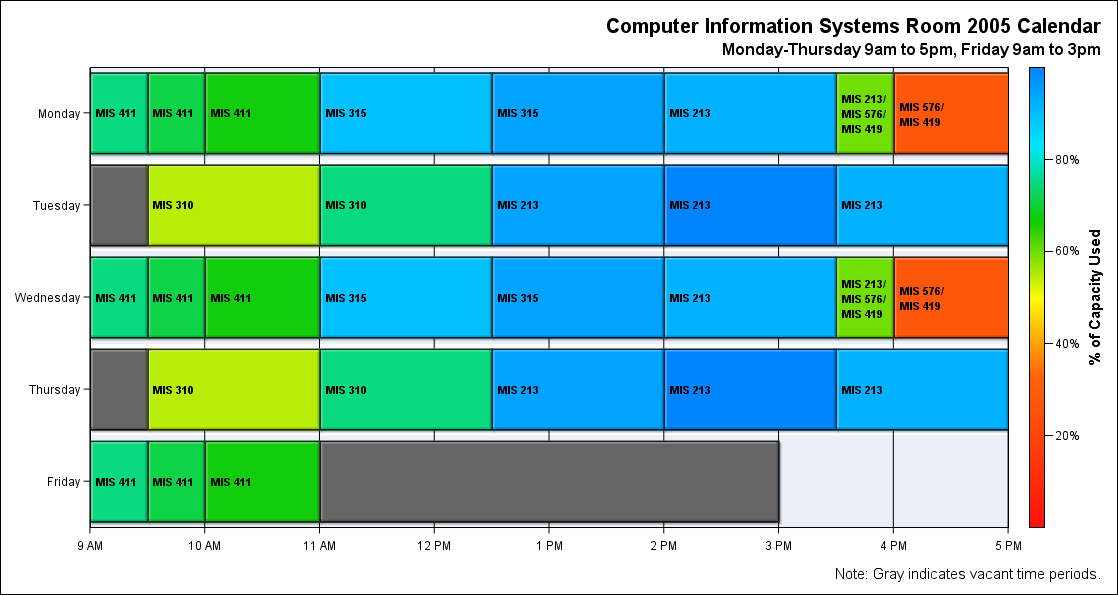 Computer Information Systems Room 2005 Calendar
Monday-Thursday 9am to 5pm, Friday 9am to 3pm
Monday
MIS 411
MIS 411
MIS 411
MIS 315
MIS 315
MIS 213
MIS 213/
MIS 576/
MIS 419
MIS 576/
MIS 419
Tuesday
MIS 310
MIS 310
MIS 213
MIS 213
MIS 213
Wednesday
MIS 411
MIS 411
MIS 411
MIS 315
MIS 315
MIS 213
MIS 213/
MIS 576/
MIS 419
MIS 576/
MIS 419
Thursday
MIS 310
MIS 310
MIS 213
MIS 213
MIS 213
Friday
MIS 411
MIS 411
MIS 411
9 AM
10 AM
11 AM
12 PM
1 PM
2 PM
3 PM
4 PM
5 PM
80%
60%
40%
20%
% of Capacity Used
Note: Gray indicates vacant time periods.